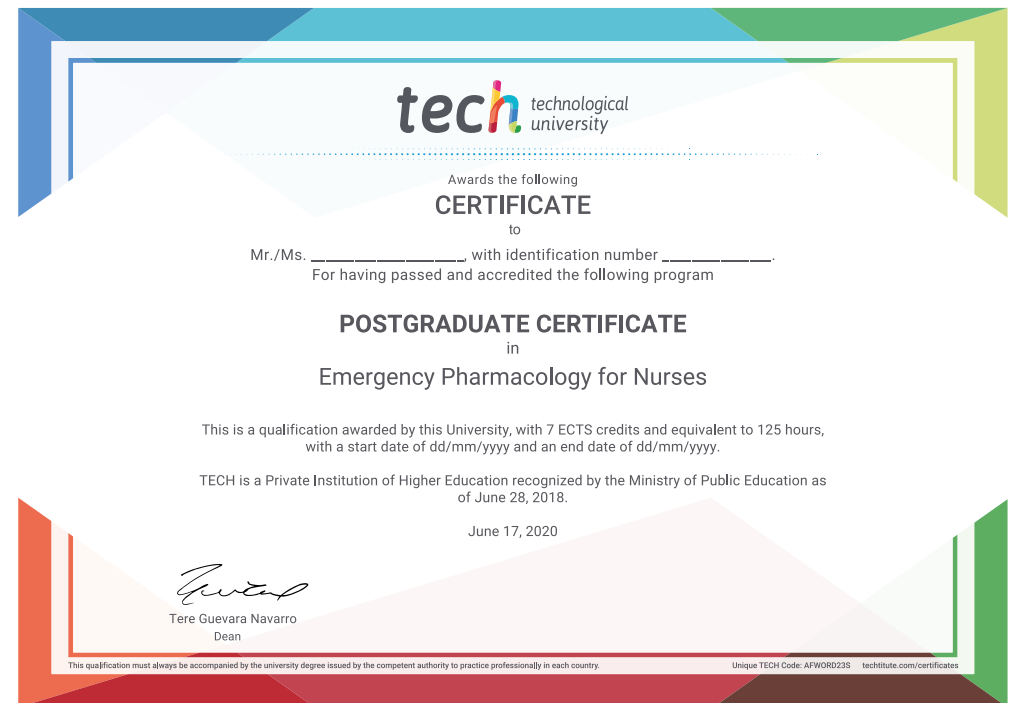 tech technological
university
Awards the following
CERTIFICATE
to
Mr./Ms. ______________, with identification number __________.
For having passed and accredited the following program
POSTGRADUATE CERTIFICATE
in
Emergency Pharmacology for Nurses
This is a qualification awarded by this University, with 7 ECTS credits and equivalent to 125 hours,
with a start date of dd/mm/yyyy and an end date of dd/mm/yyyy.
TECH is a Private Institution of Higher Education recognized by the Ministry of Public Education as
of June 28, 2018.
June 17, 2020
Tere Guevara Navarro
Dean
This qualification must always be accompanied by the university degree issued by the competent authority to practice professionally in each country.
Unique TECH Code: AFWORD23S techtitute.com/certificates